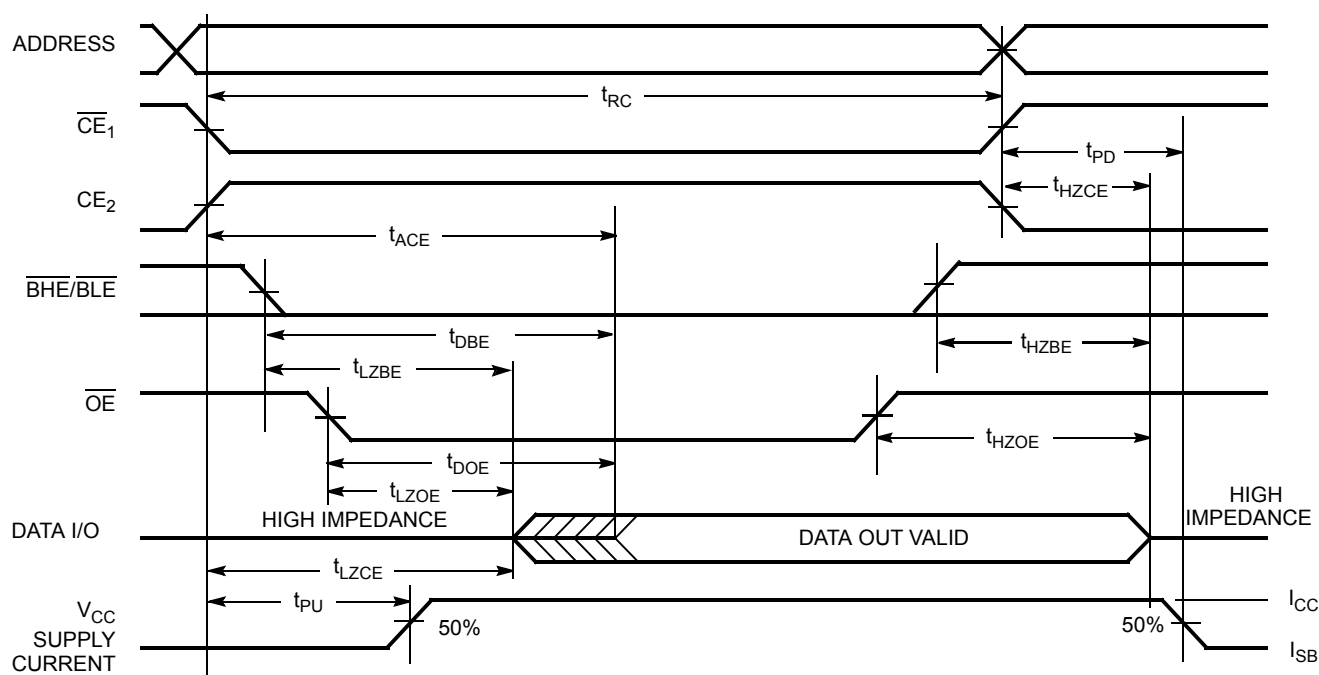 ADDRESS
tRC
CE1
tPD
tHZCE
CE2
tACE
BHE/BLE
tDBE
tHZBE
tLZBE
OE
tHZOE
tDOE
tLZOE
HIGH IMPEDANCE
HIGH
IMPEDANCE
DATA I/O
DATA OUT VALID
tLZCE
tPU
VCC
SUPPLY
CURRENT
50%
50%
ICC
ISB